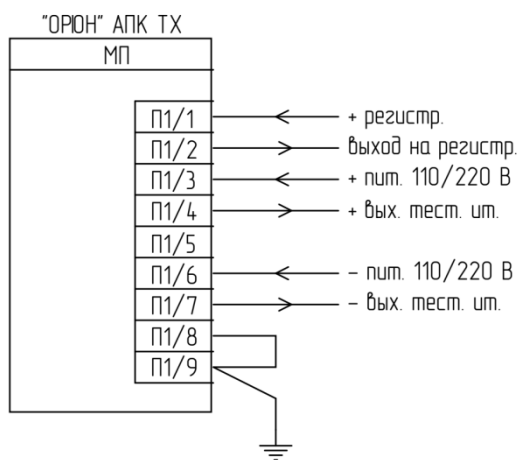 "ОРІОН" АПК ТХ
МП
П1/1 + регистр.
П1/2 выход на регистр.
П1/3 + пит. 110/220 В
П1/4 + вых. тест. ит.
П1/5
П1/6 - пит. 110/220 В
П1/7 - вых. тест. ит.
П1/8
П1/9